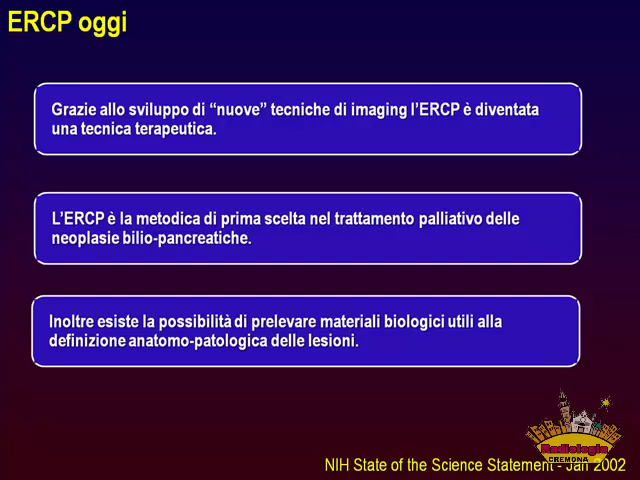 ERCP oggi
Grazie allo sviluppo di “nuove” tecniche di imaging l’ERCP è diventata
una tecnica terapeutica.
L’ERCP è la metodica di prima scelta nel trattamento palliativo delle
neoplasie bilio-pancreatiche.
Inoltre esiste la possibilità di prelevare materiali biologici utili alla
definizione anatomo-patologica delle lesioni.
Radiologia
CREMONA
NIH State of the Science Statement - Jan 2002